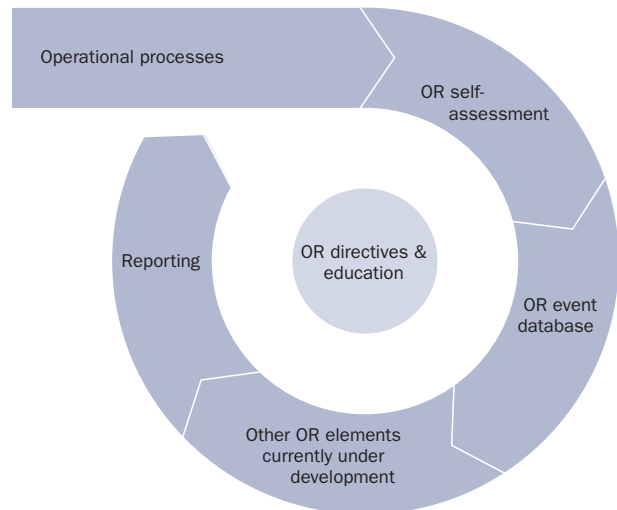 Operational processes
OR self-
assessment
OR event
database
Other OR elements
currently under
development
Reporting
OR directives &
education